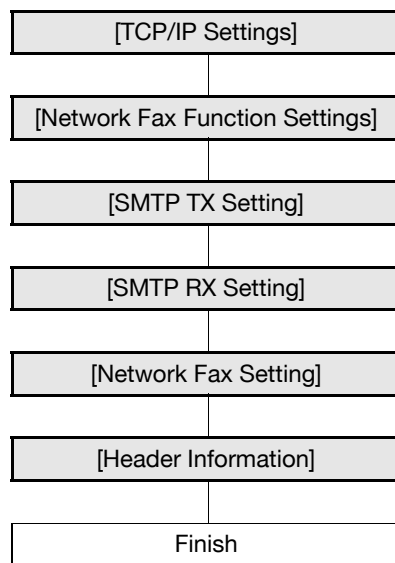 [TCP/IP Settings]
[Network Fax Function Settings]
[SMTP TX Setting]
[SMTP RX Setting]
[Network Fax Setting]
[Header Information]
Finish